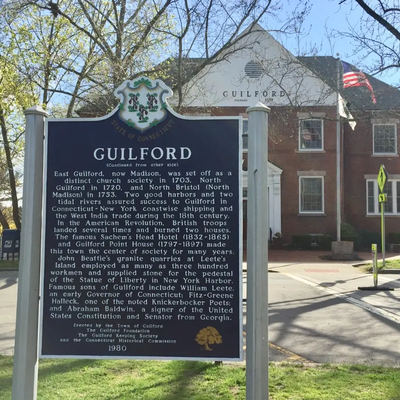 GUILFORD
STATE OF CONNECTICUT
GUILFORD
(Continued from other side)
East Guilford, now Madison, was set off as a
distinct church society in 1703, North
Guilford in 1720, and North Bristol (North
Madison) in 1753. Two good harbors and two
tidal rivers assured success to Guilford in
Connecticut - New York coastwise shipping and
the West India trade during the 18th century.
In the American Revolution, British troops
landed several times and burned two houses.
The famous Sachem's Head Hotel (1832-1865)
and Guilford Point House (1797-1897) made
this town the center of society for many years.
John Beattie's granite quarries at Leete's
Island employed as many as three hundred
workmen and supplied stone for the pedestal
of the Statue of Liberty in New York Harbor.
Famous sons of Guilford include William Leete,
an early Governor of Connecticut; Fitz-Greene
Halleck, one of the noted Knickerbocker Poets;
and Abraham Baldwin, a signer of the United
States Constitution and Senator from Georgia.
Erected by the Town of Guilford
The Guilford Foundation
The Guilford Keeping Society
and the Connecticut Historical Commission
1980